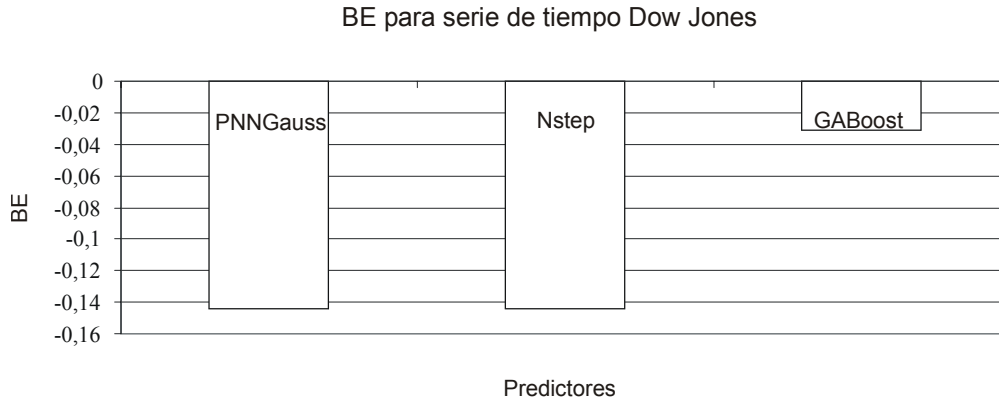 BE para serie de tiempo Dow Jones
0
-0,02
-0,04
-0,06
-0,08
-0,1
-0,12
-0,14
-0,16
BE
PNNGauss
Nstep
GABoost
Predictores